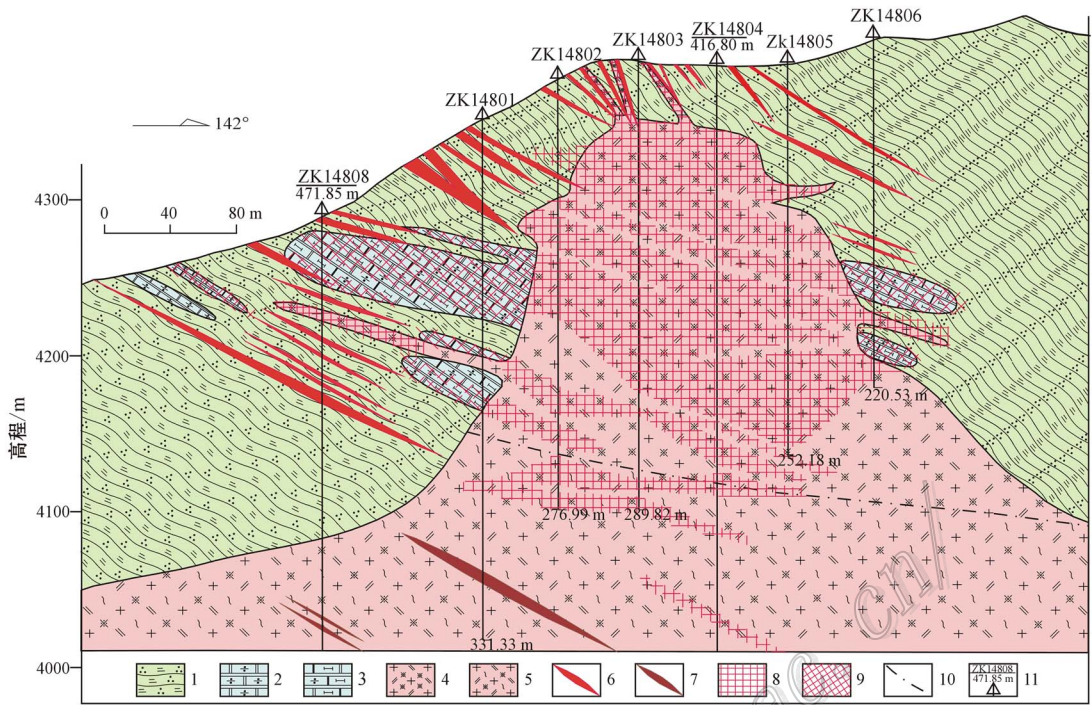 ZK14806
ZK14804
416.80 m
ZK14803
Zk14805
ZK14802
ZK14801
142°
ZK14808
471.85 m
4300
0 40 80 m
4200
220.53 m
252.18 m
高程/m
4100
276.99 m
289.82 m
331.33 m
4000
1
2
3
4
5
6
7
8
9
10
ZK14808
471.85 m
11
cn/